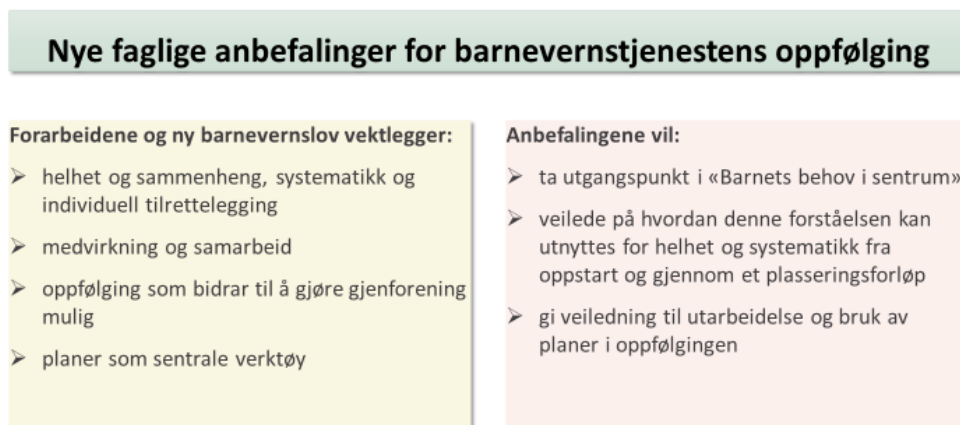 Nye faglige anbefalinger for barnevernstjenestens oppfølging
Forarbeidene og ny barnevernslov vektlegger:
➢ helhet og sammenheng, systematikk og
individuell tilrettelegging
➢ medvirkning og samarbeid
➢ oppfølging som bidrar til å gjøre gjenforening
mulig
➢ planer som sentrale verktøy
Anbefalingene vil:
➢ ta utgangspunkt i «Barnets behov i sentrum»
➢ veilede på hvordan denne forståelsen kan
utnyttes for helhet og systematikk fra
oppstart og gjennom et plasseringsforløp
➢ gi veiledning til utarbeidelse og bruk av
planer i oppfølgingen